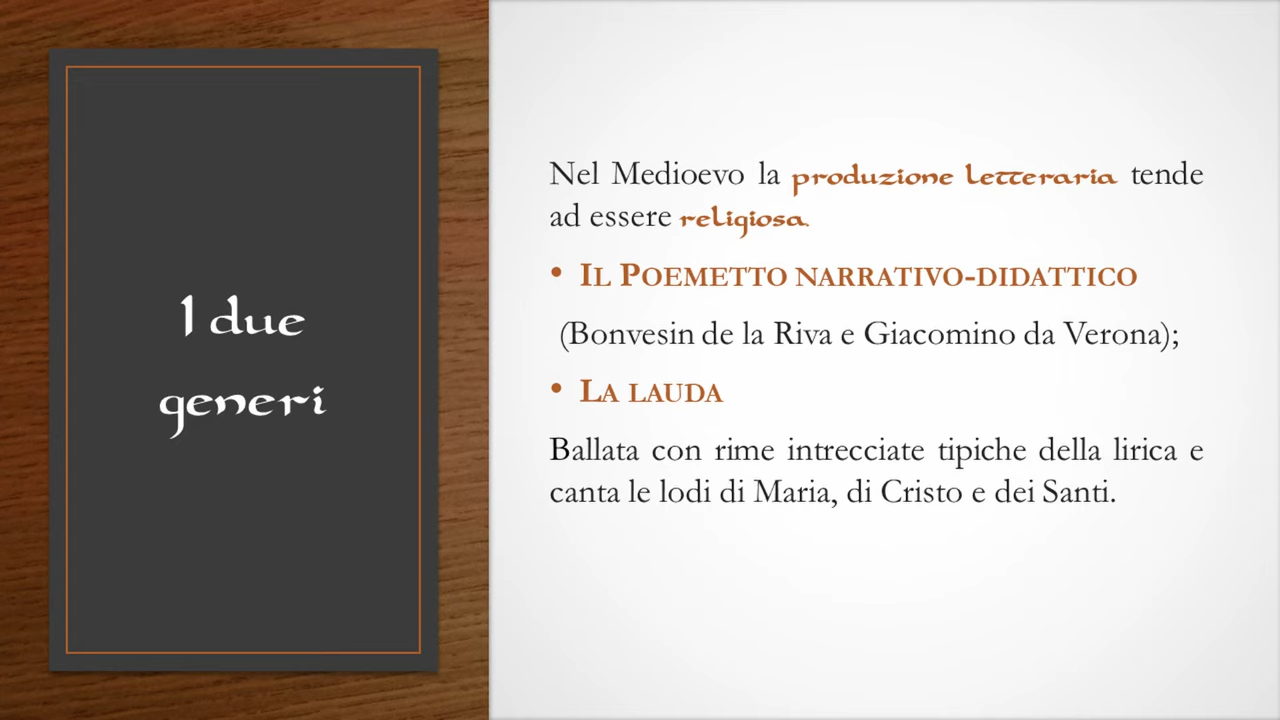 I due
generi
Nel Medioevo la produzione letteraria tende
ad essere religiosa.
• IL POEMETTO NARRATIVO-DIDATTICO
(Bonvesin de la Riva e Giacomino da Verona);
• LA LAUDA
Ballata con rime intrecciate tipiche della lirica e
canta le lodi di Maria, di Cristo e dei Santi.